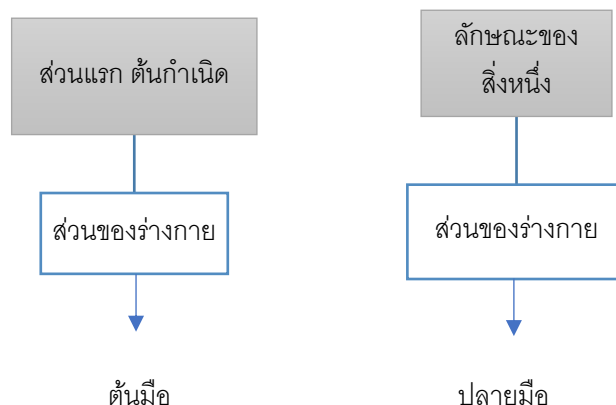 ส่วนแรก ต้นกำเนิด
ส่วนของร่างกาย
ต้นมือ
ลักษณะของ
สิ่งหนึ่ง
ส่วนของร่างกาย
ปลายมือ